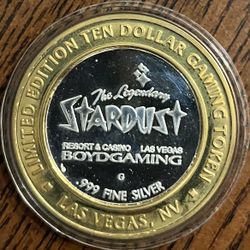 LIMITED EDITION TEN DOLLAR GAMING TOKEN
The Legendary
STARDUST
RESORT & CASINO LAS VEGAS
BOYDGAMING
G
.999 FINE SILVER
LAS VEGAS, NV